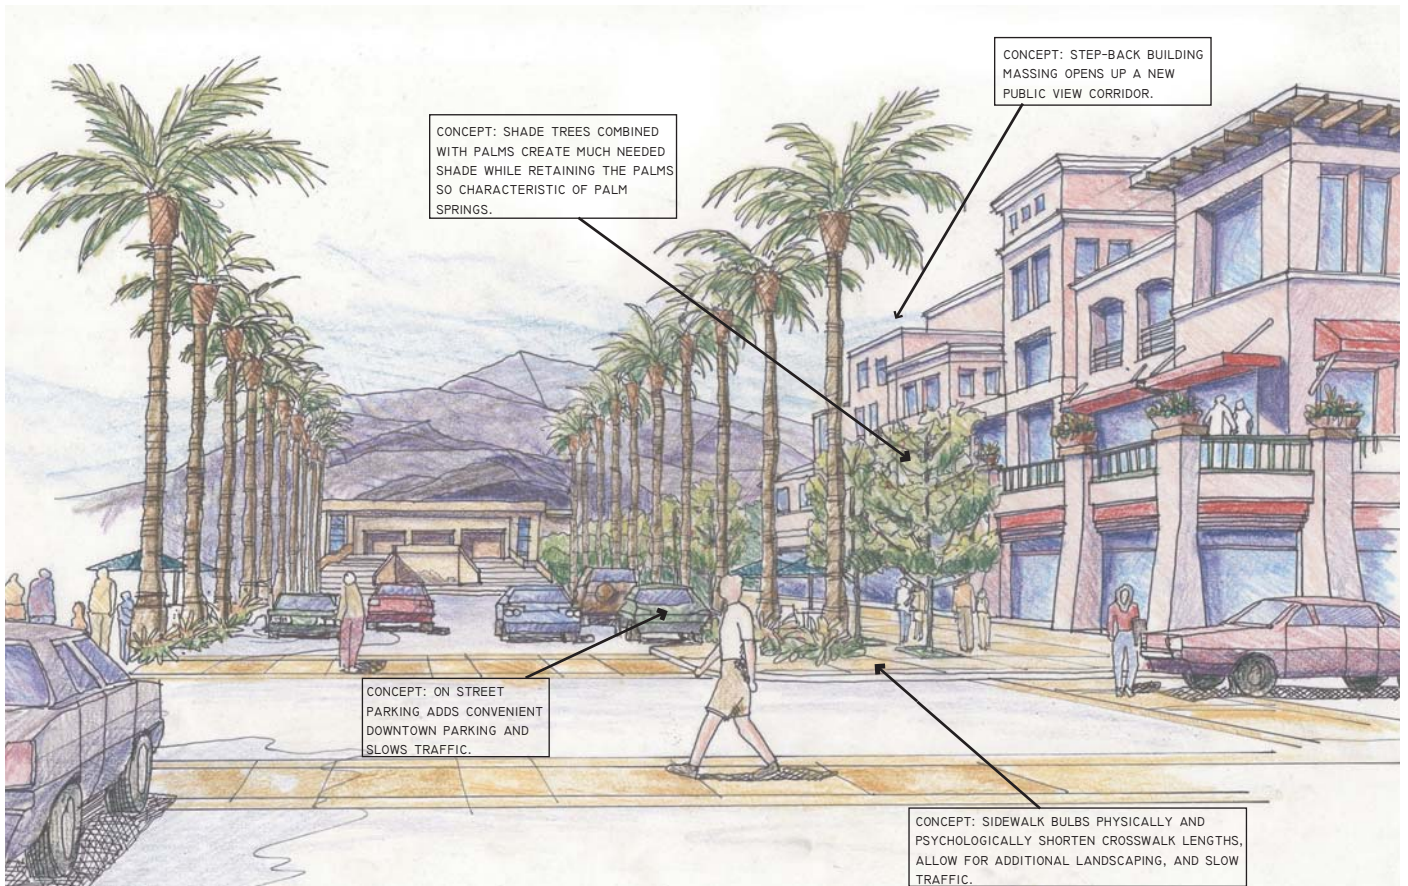 CONCEPT: STEP-BACK BUILDING
MASSING OPENS UP A NEW
PUBLIC VIEW CORRIDOR.
CONCEPT: SHADE TREES COMBINED
WITH PALMS CREATE MUCH NEEDED
SHADE WHILE RETAINING THE PALMS
SO CHARACTERISTIC OF PALM
SPRINGS.
CONCEPT: ON STREET
PARKING ADDS CONVENIENT
DOWNTOWN PARKING AND
SLOWS TRAFFIC.
CONCEPT: SIDEWALK BULBS PHYSICALLY AND
PSYCHOLOGICALLY SHORTEN CROSSWALK LENGTHS,
ALLOW FOR ADDITIONAL LANDSCAPING, AND SLOW
TRAFFIC.